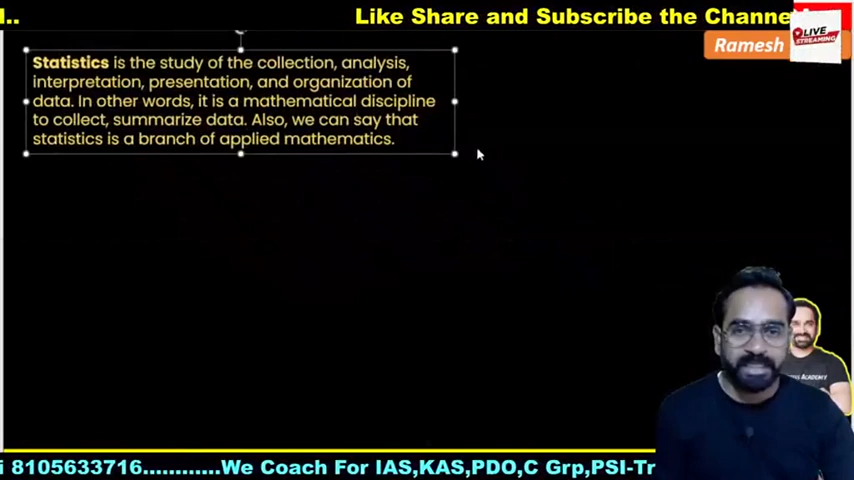 l..
Like Share and Subscribe the Channel
Ramesh
LIVE
STREAMING
Statistics is the study of the collection, analysis,
interpretation, presentation, and organization of
data. In other words, it is a mathematical discipline
to collect, summarize data. Also, we can say that
statistics is a branch of applied mathematics.
ACADEMY
i 8105633716............We Coach For IAS,KAS,PDO,C Grp,PSI-Tr